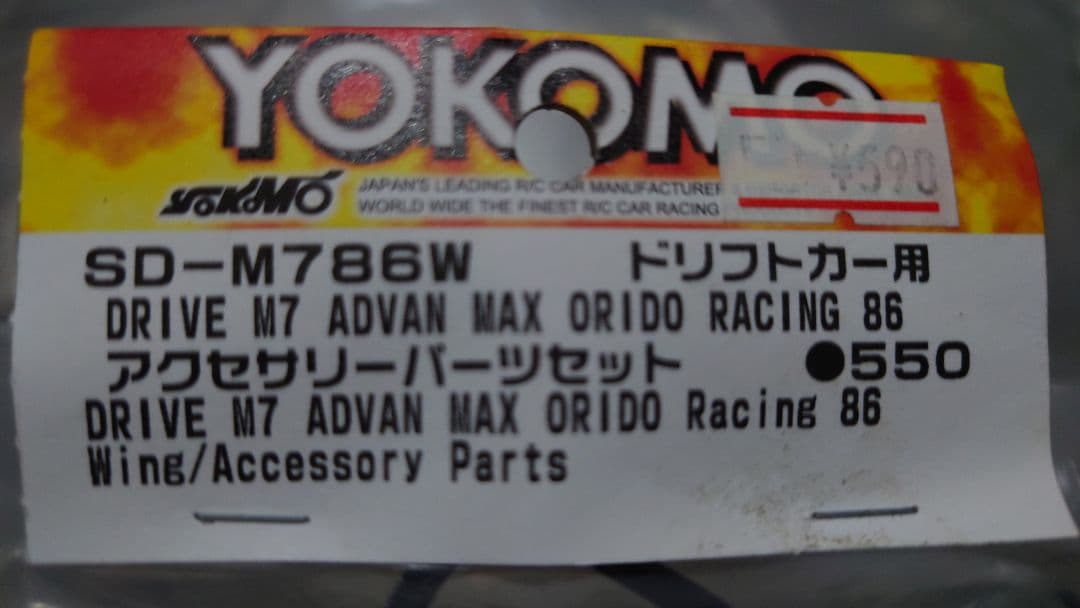 YOKOMO
¥590
YOKOMO JAPAN'S LEADING R/C CAR MANUFACTURER
WORLD WIDE THE FINEST R/C CAR RACING
SD-M786W ドリフトカー用
DRIVE M7 ADVAN MAX ORIDO RACING 86
アクセサリーパーツセット ●550
DRIVE M7 ADVAN MAX ORIDO Racing 86
Wing/Accessory Parts